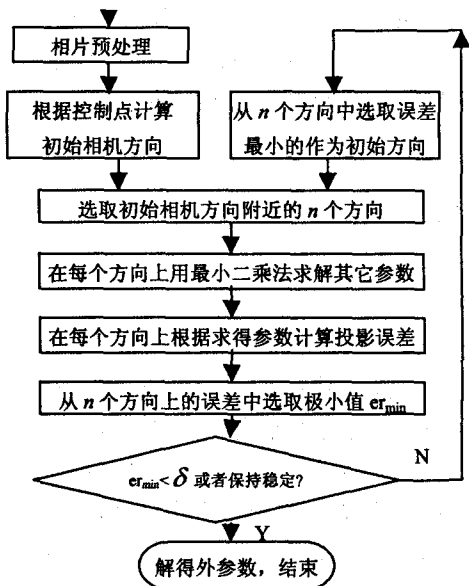 相片预处理
根据控制点计算
初始相机方向
从 n 个方向中选取误差
最小的作为初始方向
选取初始相机方向附近的 n 个方向
在每个方向上用最小二乘法求解其它参数
在每个方向上根据求得参数计算投影误差
从 n 个方向上的误差中选取极小值 er_min
N
er_min< δ 或者保持稳定?
Y
解得外参数，结束